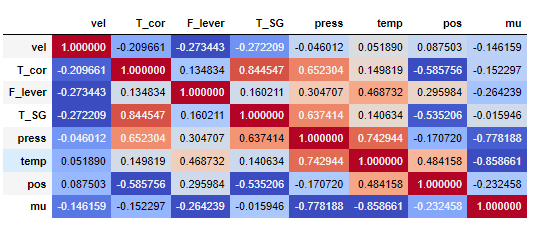 vel T_cor F_lever T_SG press temp pos mu
vel 1.000000 -0.209661 -0.273443 -0.272209 -0.046012 0.051890 0.087503 -0.146159
T_cor -0.209661 1.000000 0.134834 0.844547 0.652304 0.149819 -0.585756 -0.152297
F_lever -0.273443 0.134834 1.000000 0.160211 0.304707 0.468732 0.295984 -0.264239
T_SG -0.272209 0.844547 0.160211 1.000000 0.637414 0.140634 -0.535206 -0.015946
press -0.046012 0.652304 0.304707 0.637414 1.000000 0.742944 -0.170720 -0.778188
temp 0.051890 0.149819 0.468732 0.140634 0.742944 1.000000 0.484158 -0.858661
pos 0.087503 -0.585756 0.295984 -0.535206 -0.170720 0.484158 1.000000 -0.232458
mu -0.146159 -0.152297 -0.264239 -0.015946 -0.778188 -0.858661 -0.232458 1.000000